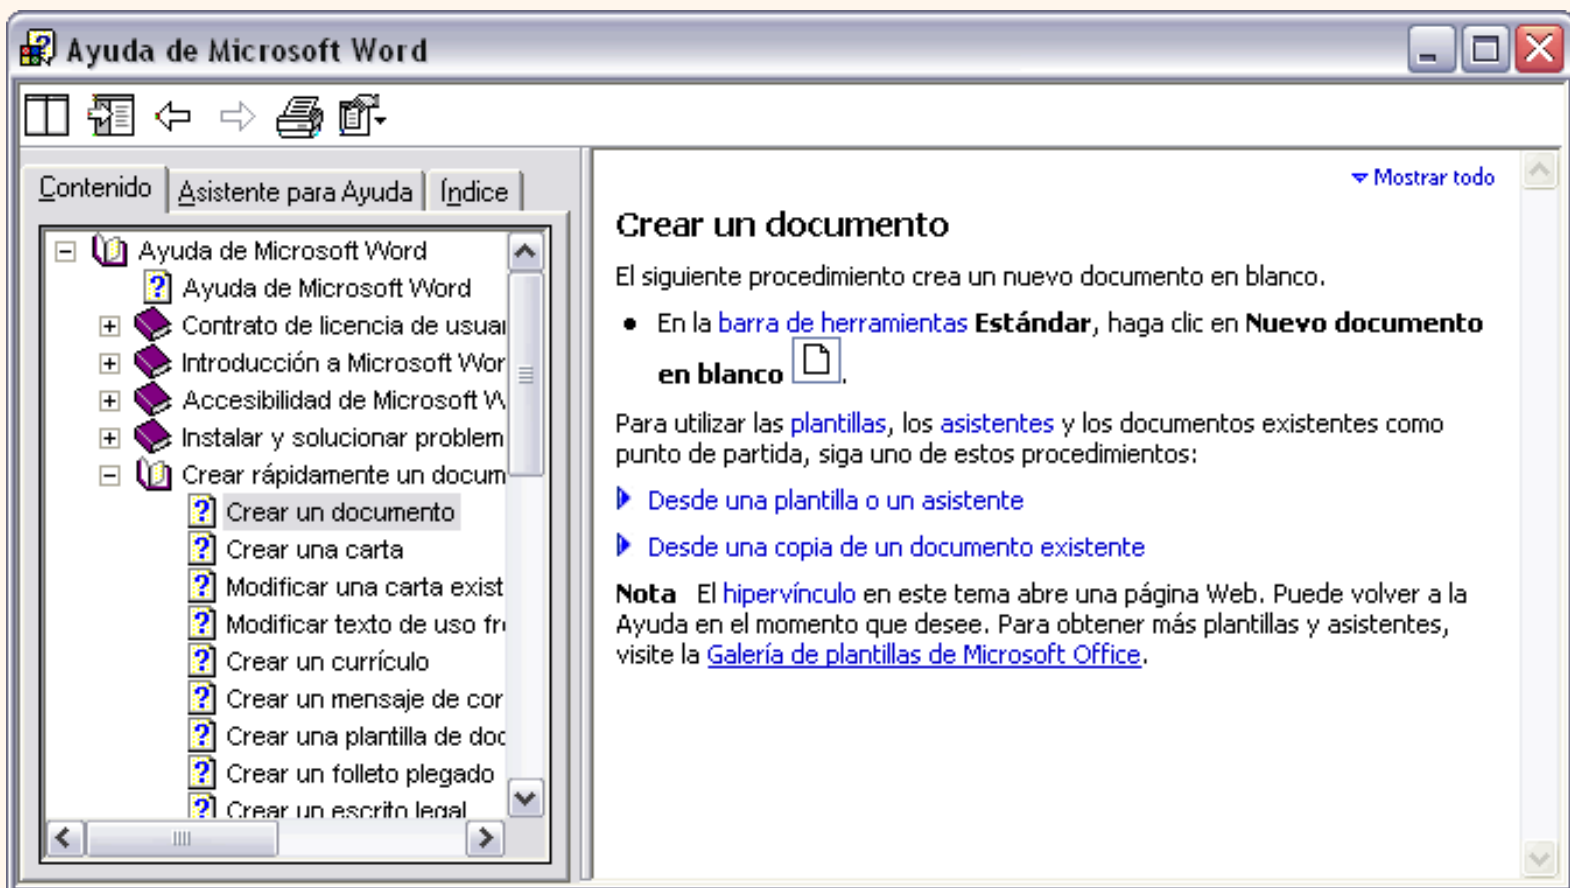 Ayuda de Microsoft Word
Contenido
Asistente para Ayuda
Índice
Ayuda de Microsoft Word
Ayuda de Microsoft Word
Contrato de licencia de usuar
Introducción a Microsoft Wor
Accesibilidad de Microsoft W
Instalar y solucionar problem
Crear rápidamente un docum
Crear un documento
Crear una carta
Modificar una carta exist
Modificar texto de uso fre
Crear un currículo
Crear un mensaje de cor
Crear una plantilla de doc
Crear un folleto plegado
Crear un escrito legal
Mostrar todo
Crear un documento
El siguiente procedimiento crea un nuevo documento en blanco.
En la barra de herramientas Estándar, haga clic en Nuevo documento
en blanco .
Para utilizar las plantillas, los asistentes y los documentos existentes como
punto de partida, siga uno de estos procedimientos:
Desde una plantilla o un asistente
Desde una copia de un documento existente
Nota El hipervínculo en este tema abre una página Web. Puede volver a la
Ayuda en el momento que desee. Para obtener más plantillas y asistentes,
visite la Galería de plantillas de Microsoft Office.